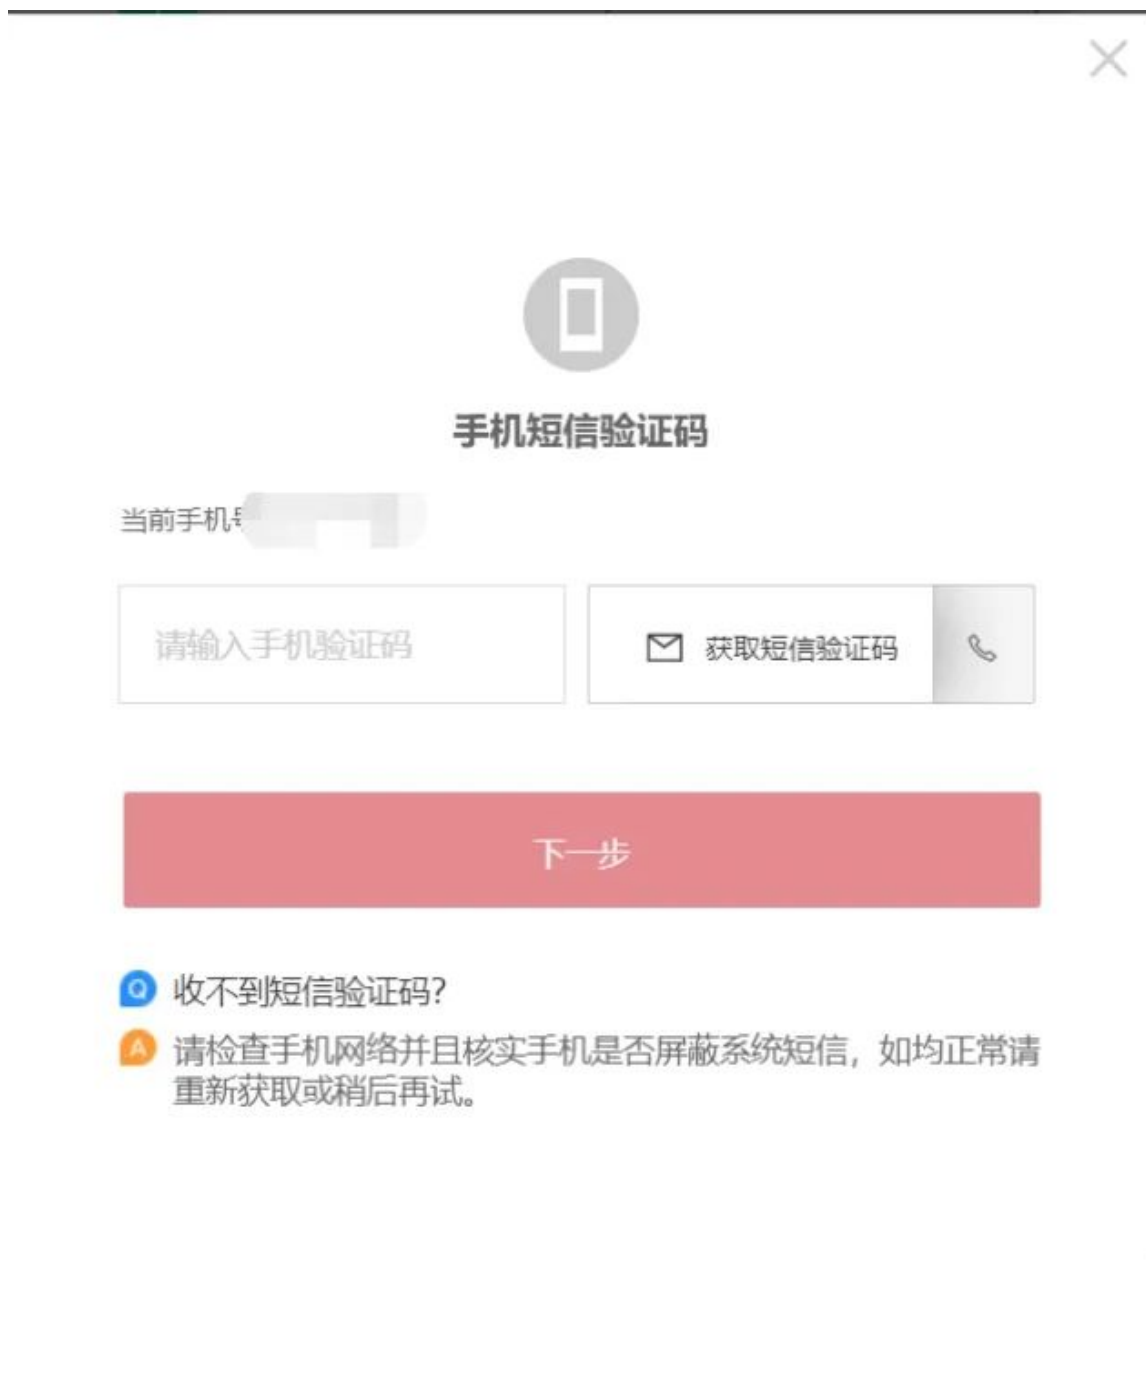 手机短信验证码
当前手机号
请输入手机验证码
获取短信验证码
下一步
Q 收不到短信验证码?
A 请检查手机网络并且核实手机是否屏蔽系统短信，如均正常请
重新获取或稍后再试。